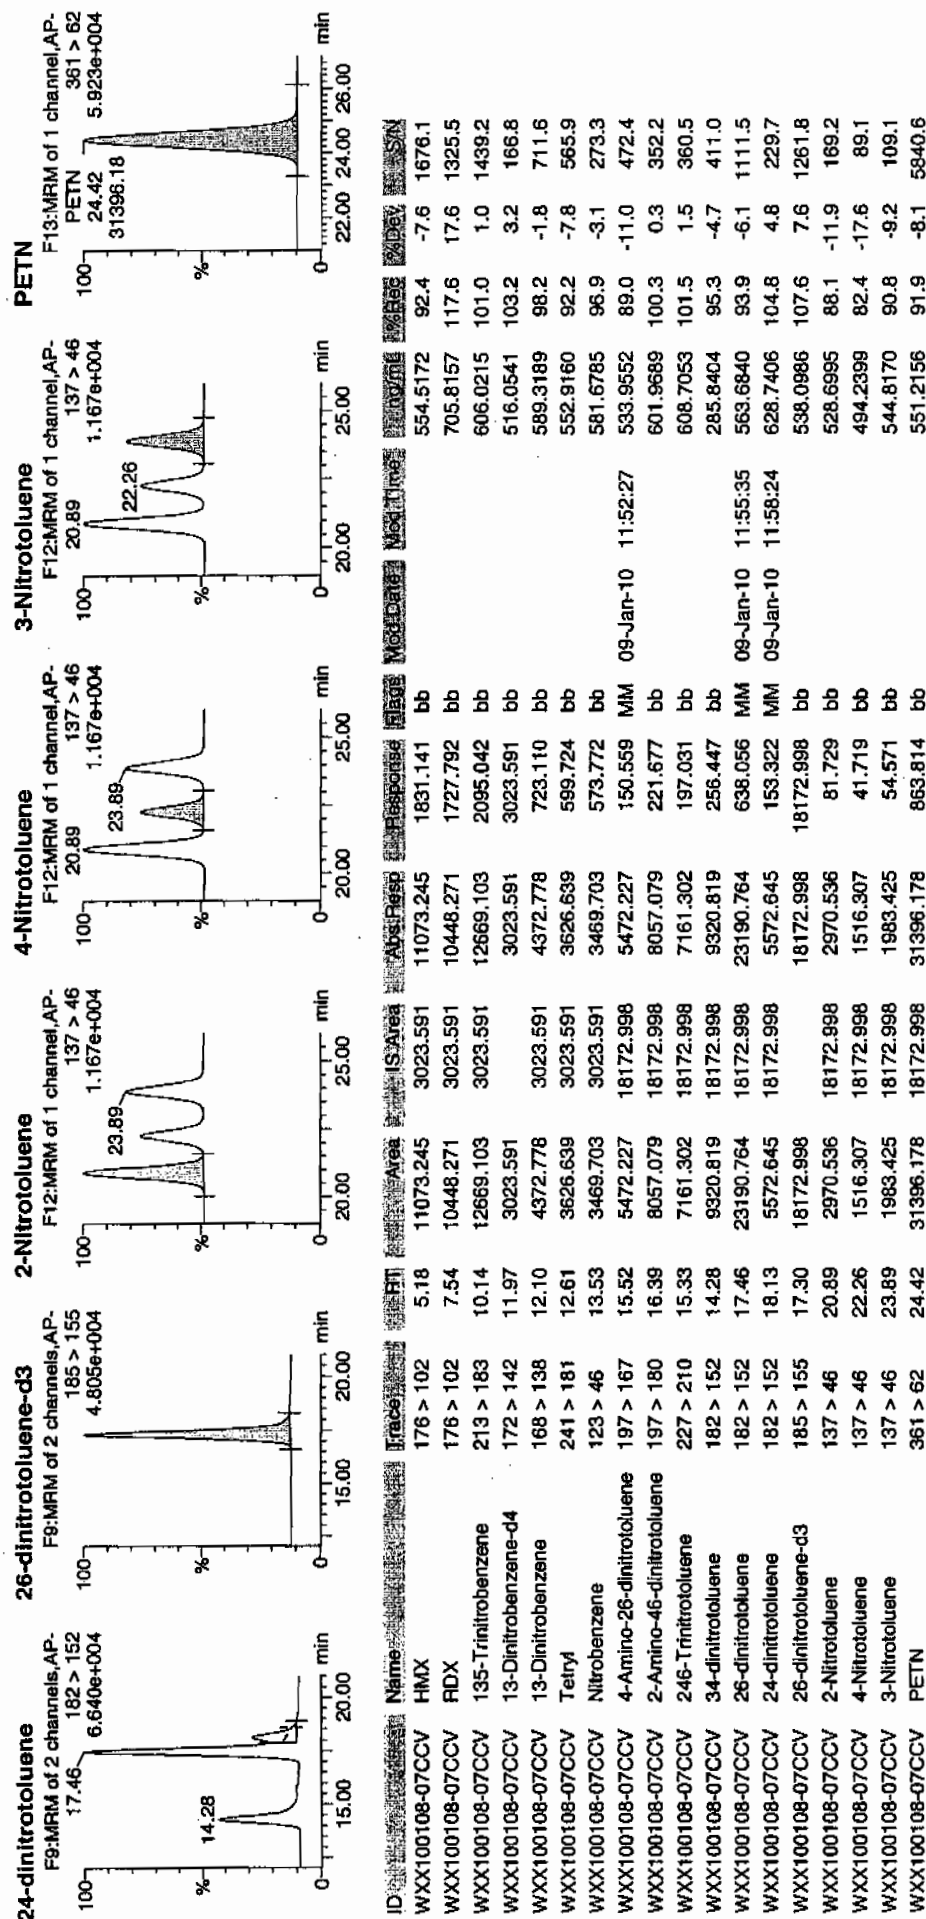 24-dinitrotoluene
F9:MRM of 2 channels,AP-
182 > 152
6.640e+004
17.46
14.28
100
%
0
15.00 20.00 min
26-dinitrotoluene-d3
F9:MRM of 2 channels,AP-
185 > 155
4.805e+004
100
%
0
15.00 20.00 min
2-Nitrotoluene
F12:MRM of 1 channel,AP-
137 > 46
1.167e+004
23.89
100
%
0
20.00 25.00 min
4-Nitrotoluene
F12:MRM of 1 channel,AP-
137 > 46
1.167e+004
20.89
23.89
100
%
0
20.00 25.00 min
3-Nitrotoluene
F12:MRM of 1 channel,AP-
137 > 46
1.167e+004
20.89
22.26
100
%
0
20.00 25.00 min
PETN
F13:MRM of 1 channel,AP-
361 > 62
5.923e+004
PETN
24.42
31396.18
100
%
0
22.00 24.00 26.00 min
ID Name Trace RT Area IS Area Abs Resp Response Flags Mod Date Mod Time ng/mL %Rec %Dev S/N
WXX100108-07CCV HMX 176 > 102 5.18 11073.245 3023.591 11073.245 1831.141 bb 554.5172 92.4 -7.6 1676.1
WXX100108-07CCV RDX 176 > 102 7.54 10448.271 3023.591 10448.271 1727.792 bb 705.8157 117.6 17.6 1325.5
WXX100108-07CCV 135-Trinitrobenzene 213 > 183 10.14 12669.103 3023.591 12669.103 2095.042 bb 606.0215 101.0 1.0 1439.2
WXX100108-07CCV 13-Dinitrobenzene-d4 172 > 142 11.97 3023.591 3023.591 3023.591 bb 516.0541 103.2 3.2 166.8
WXX100108-07CCV 13-Dinitrobenzene 168 > 138 12.10 4372.778 3023.591 4372.778 723.110 bb 589.3189 98.2 -1.8 711.6
WXX100108-07CCV Tetryl 241 > 181 12.61 3626.639 3023.591 3626.639 599.724 bb 552.9160 92.2 -7.8 565.9
WXX100108-07CCV Nitrobenzene 123 > 46 13.53 3469.703 3023.591 3469.703 573.772 bb 581.6785 96.9 -3.1 273.3
WXX100108-07CCV 4-Amino-26-dinitrotoluene 197 > 167 15.52 5472.227 18172.998 5472.227 150.559 MM 09-Jan-10 11:52:27 533.9552 89.0 -11.0 472.4
WXX100108-07CCV 2-Amino-46-dinitrotoluene 197 > 180 16.39 8057.079 18172.998 8057.079 221.677 bb 601.9689 100.3 0.3 352.2
WXX100108-07CCV 246-Trinitrotoluene 227 > 210 15.33 7161.302 18172.998 7161.302 197.031 bb 608.7053 101.5 1.5 360.5
WXX100108-07CCV 34-dinitrotoluene 182 > 152 14.28 9320.819 18172.998 9320.819 256.447 bb 285.8404 95.3 -4.7 411.0
WXX100108-07CCV 26-dinitrotoluene 182 > 152 17.46 23190.764 18172.998 23190.764 638.056 MM 09-Jan-10 11:55:35 563.6840 93.9 -6.1 1111.5
WXX100108-07CCV 24-dinitrotoluene 182 > 152 18.13 5572.645 18172.998 5572.645 153.322 MM 09-Jan-10 11:58:24 628.7406 104.8 4.8 229.7
WXX100108-07CCV 26-dinitrotoluene-d3 185 > 155 17.30 18172.998 18172.998 18172.998 bb 538.0986 107.6 7.6 1261.8
WXX100108-07CCV 2-Nitrotoluene 137 > 46 20.89 2970.536 18172.998 2970.536 81.729 bb 528.6995 88.1 -11.9 169.2
WXX100108-07CCV 4-Nitrotoluene 137 > 46 22.26 1516.307 18172.998 1516.307 41.719 bb 494.2399 82.4 -17.6 89.1
WXX100108-07CCV 3-Nitrotoluene 137 > 46 23.89 1983.425 18172.998 1983.425 54.571 bb 544.8170 90.8 -9.2 109.1
WXX100108-07CCV PETN 361 > 62 24.42 31396.178 18172.998 31396.178 863.814 bb 551.2156 91.9 -8.1 5840.6